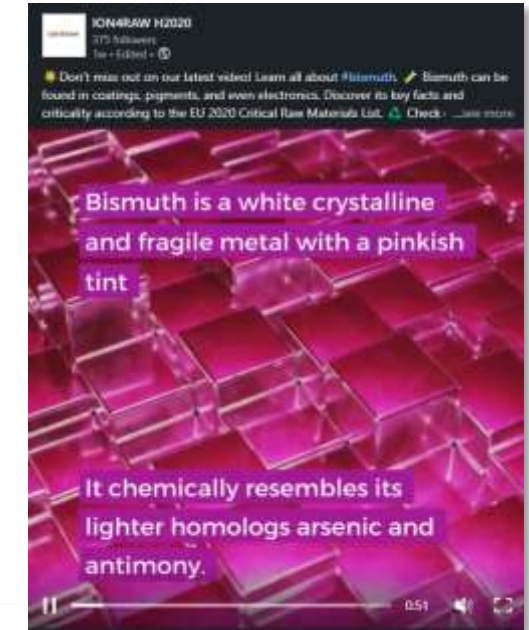 ION4RAW H2020
375 followers
1w • Edited •
Don't miss out on our latest video! Learn all about #bismuth. Bismuth can be
found in coatings, pigments, and even electronics. Discover its key facts and
criticality according to the EU 2020 Critical Raw Materials List. Check ...see more
Bismuth is a white crystalline
and fragile metal with a pinkish
tint
It chemically resembles its
lighter homologs arsenic and
antimony.
0:51